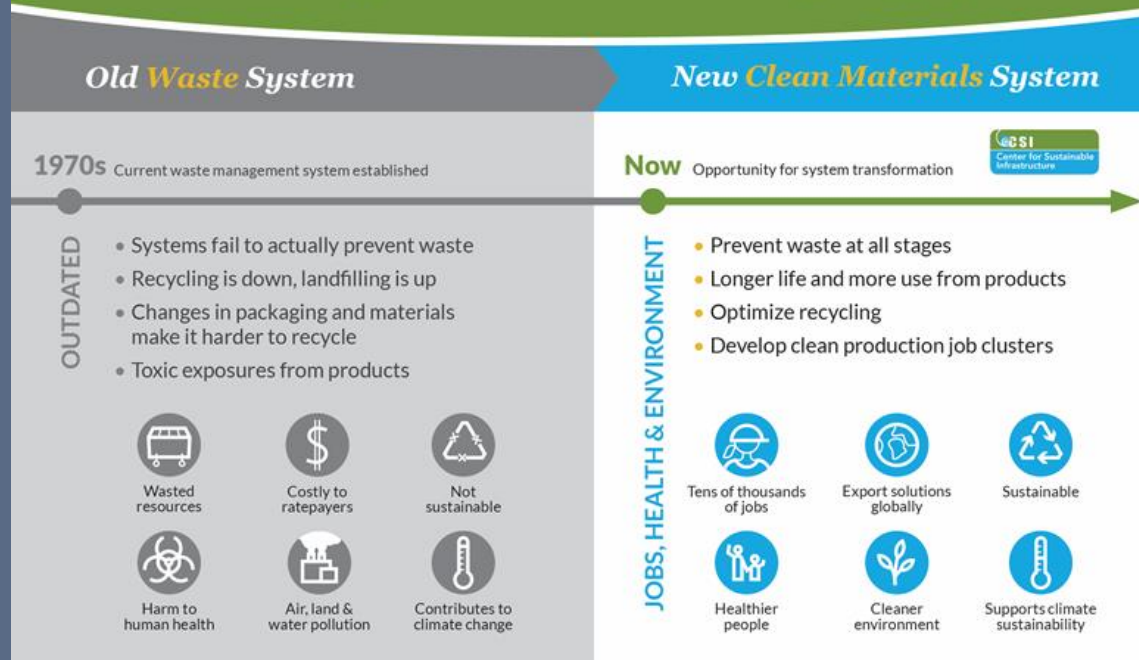 Old Waste System
New Clean Materials System
1970s Current waste management system established
Now Opportunity for system transformation
CSI
Center for Sustainable
Infrastructure
OUTDATED
• Systems fail to actually prevent waste
• Recycling is down, landfilling is up
• Changes in packaging and materials
make it harder to recycle
• Toxic exposures from products
Wasted
resources
Costly to
ratepayers
Not
sustainable
Harm to
human health
Air, land &
water pollution
Contributes to
climate change
JOBS, HEALTH & ENVIRONMENT
• Prevent waste at all stages
• Longer life and more use from products
• Optimize recycling
• Develop clean production job clusters
Tens of thousands
of jobs
Export solutions
globally
Sustainable
Healthier
people
Cleaner
environment
Supports climate
sustainability